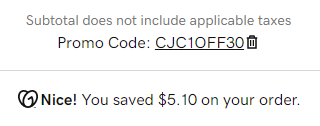 Subtotal does not include applicable taxes
Promo Code: CJC1OFF30
Nice! You saved $5.10 on your order.